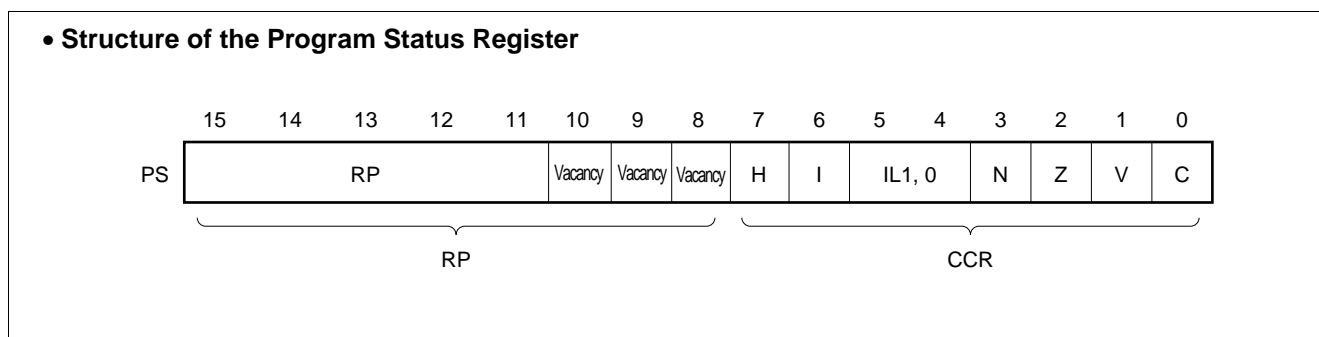 • Structure of the Program Status Register
15 14 13 12 11 10 9 8 7 6 5 4 3 2 1 0
PS RP Vacancy Vacancy Vacancy H I IL1, 0 N Z V C
RP CCR